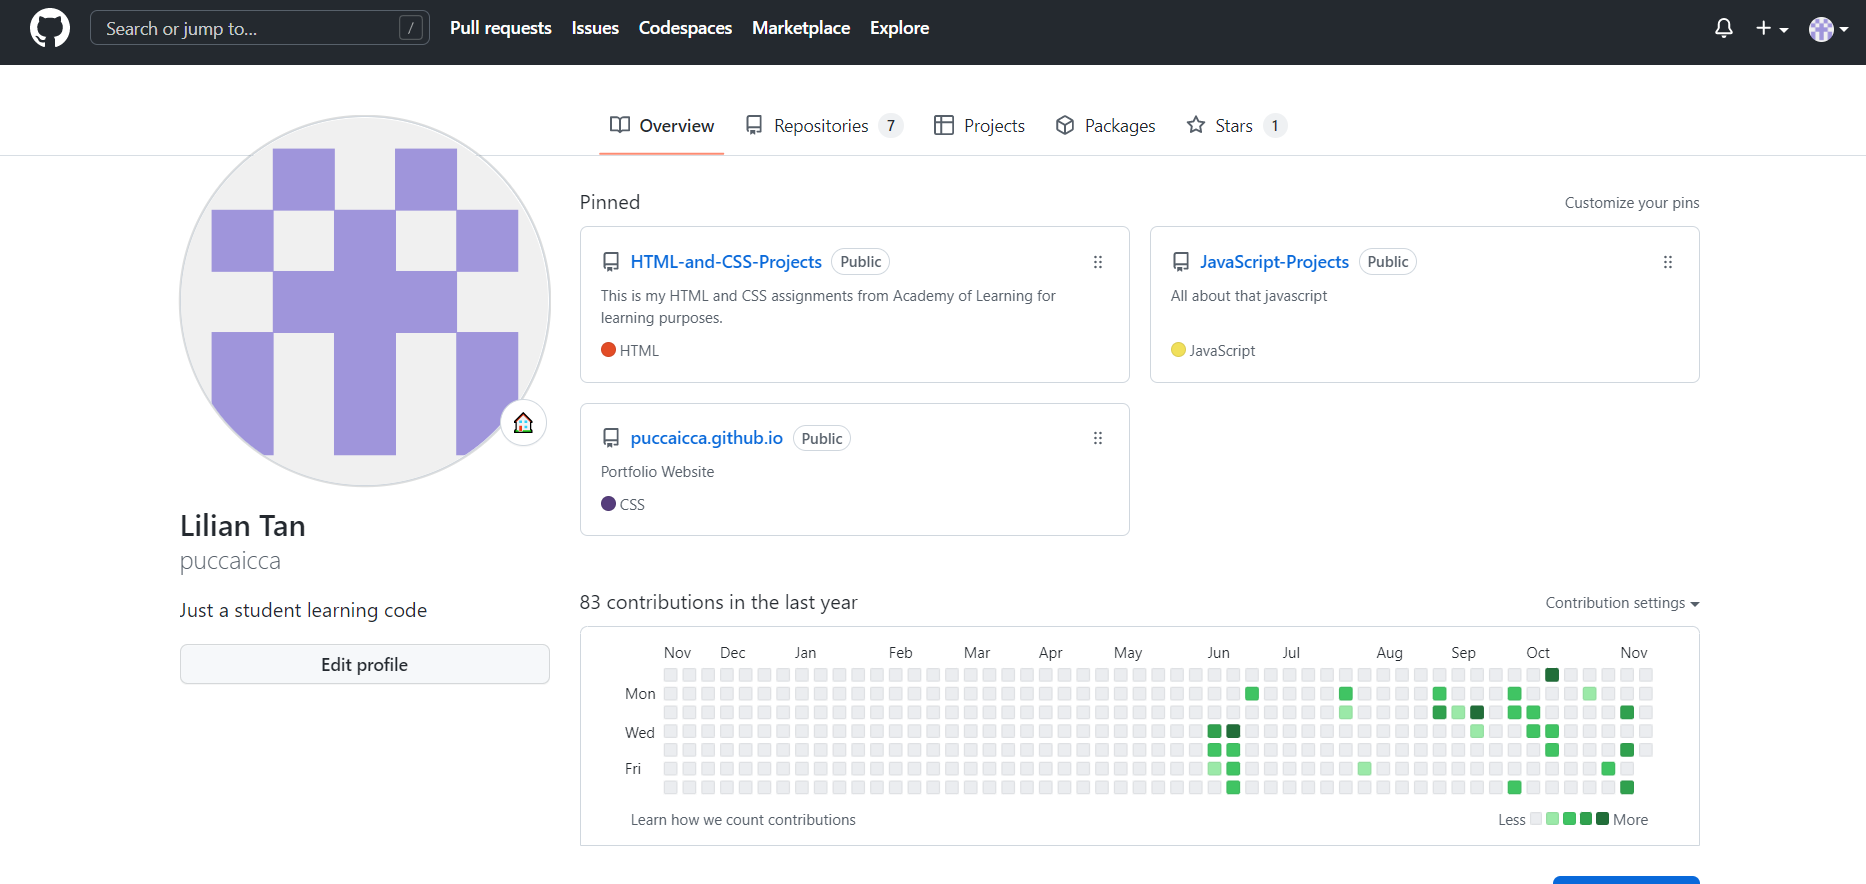 Search or jump to... / Pull requests Issues Codespaces Marketplace Explore
Overview Repositories 7 Projects Packages Stars 1
Pinned Customize your pins
HTML-and-CSS-Projects Public
This is my HTML and CSS assignments from Academy of Learning for
learning purposes.
HTML
JavaScript-Projects Public
All about that javascript
JavaScript
puccaicca.github.io Public
Portfolio Website
CSS
Lilian Tan
puccaicca
Just a student learning code
Edit profile
83 contributions in the last year Contribution settings
Nov Dec Jan Feb Mar Apr May Jun Jul Aug Sep Oct Nov
Mon
Wed
Fri
Learn how we count contributions Less More